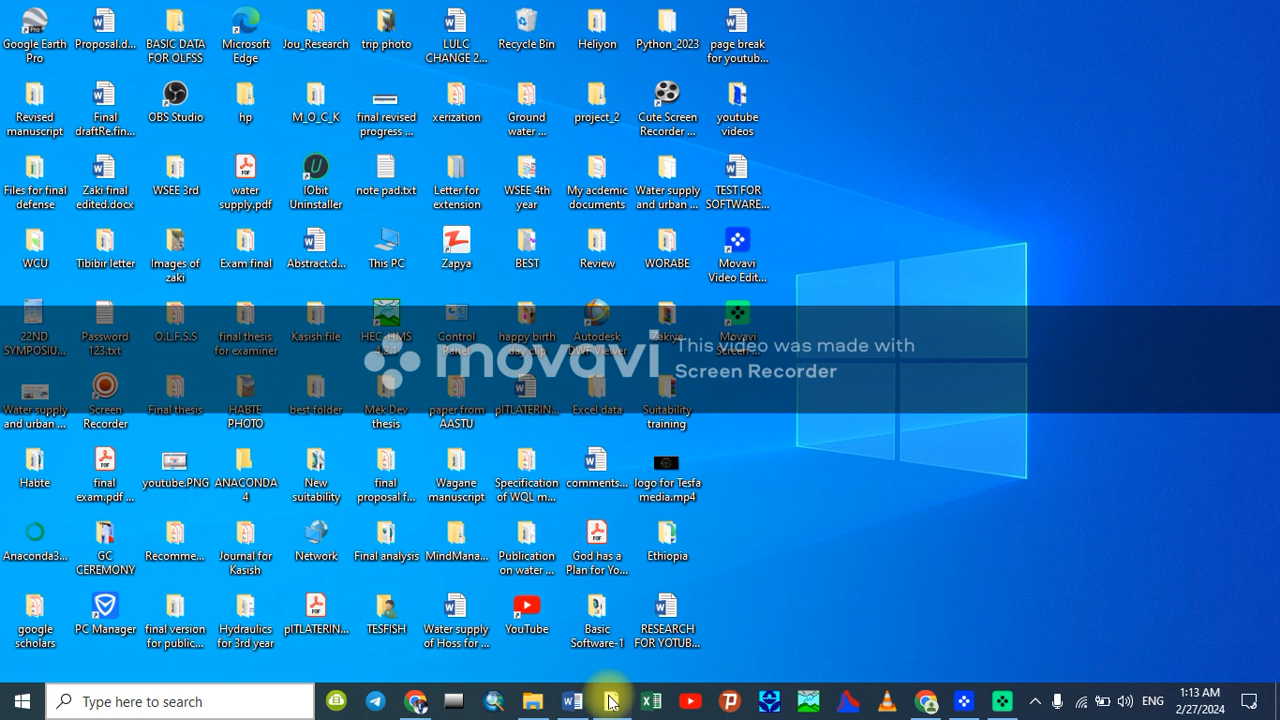 Google Earth Pro
Proposal.d...
BASIC DATA FOR OLFSS
Microsoft Edge
Jou_Research
trip photo
LULC CHANGE 2...
Recycle Bin
Heliyon
Python_2023
page break for youtub...
Revised manuscript
Final draftRe.fin...
OBS Studio
hp
M_O_C_K
final revised progress ...
xerization
Ground water ...
project_2
Cute Screen Recorder ...
youtube videos
Files for final defense
Zaki final edited.docx
WSEE 3rd
water supply.pdf
IObit Uninstaller
note pad.txt
Letter for extension
WSEE 4th year
My acdemic documents
Water supply and urban ...
TEST FOR SOFTWARE...
WCU
Tibibir letter
Images of zaki
Exam final
Abstract.d...
This PC
Zapya
BEST
Review
WORABE
Movavi Video Edit...
22ND SYMPOSIU...
Password 123.txt
O.L.F.S.S
final thesis for examiner
Kasish file
HEC-HMS
Control Panel
happy birth day clip
Autodesk DWF Viewer
Zakiye
Movavi Screen ...
movavi
This video was made with
Screen Recorder
Water supply and urban ...
Screen Recorder
Final thesis
HABTE PHOTO
best folder
Mek Dev thesis
paper from AASTU
pITLATERIN...
Excel data
Suitability training
Habte
final exam.pdf ...
youtube.PNG
ANACONDA 4
New suitability
final proposal f...
Wagane manuscript
Specification of WQL m...
comments...
logo for Tesfa media.mp4
Anaconda3...
GC CEREMONY
Recomme...
Journal for Kasish
Network
Final analysis
MindMana...
Publication on water ...
God has a Plan for Yo...
Ethiopia
google scholars
PC Manager
final version for public...
Hydraulics for 3rd year
pITLATERIN...
TESFISH
Water supply of Hoss for ...
YouTube
Basic Software-1
RESEARCH FOR YOTUB...
Type here to search
ENG
1:13 AM
2/27/2024